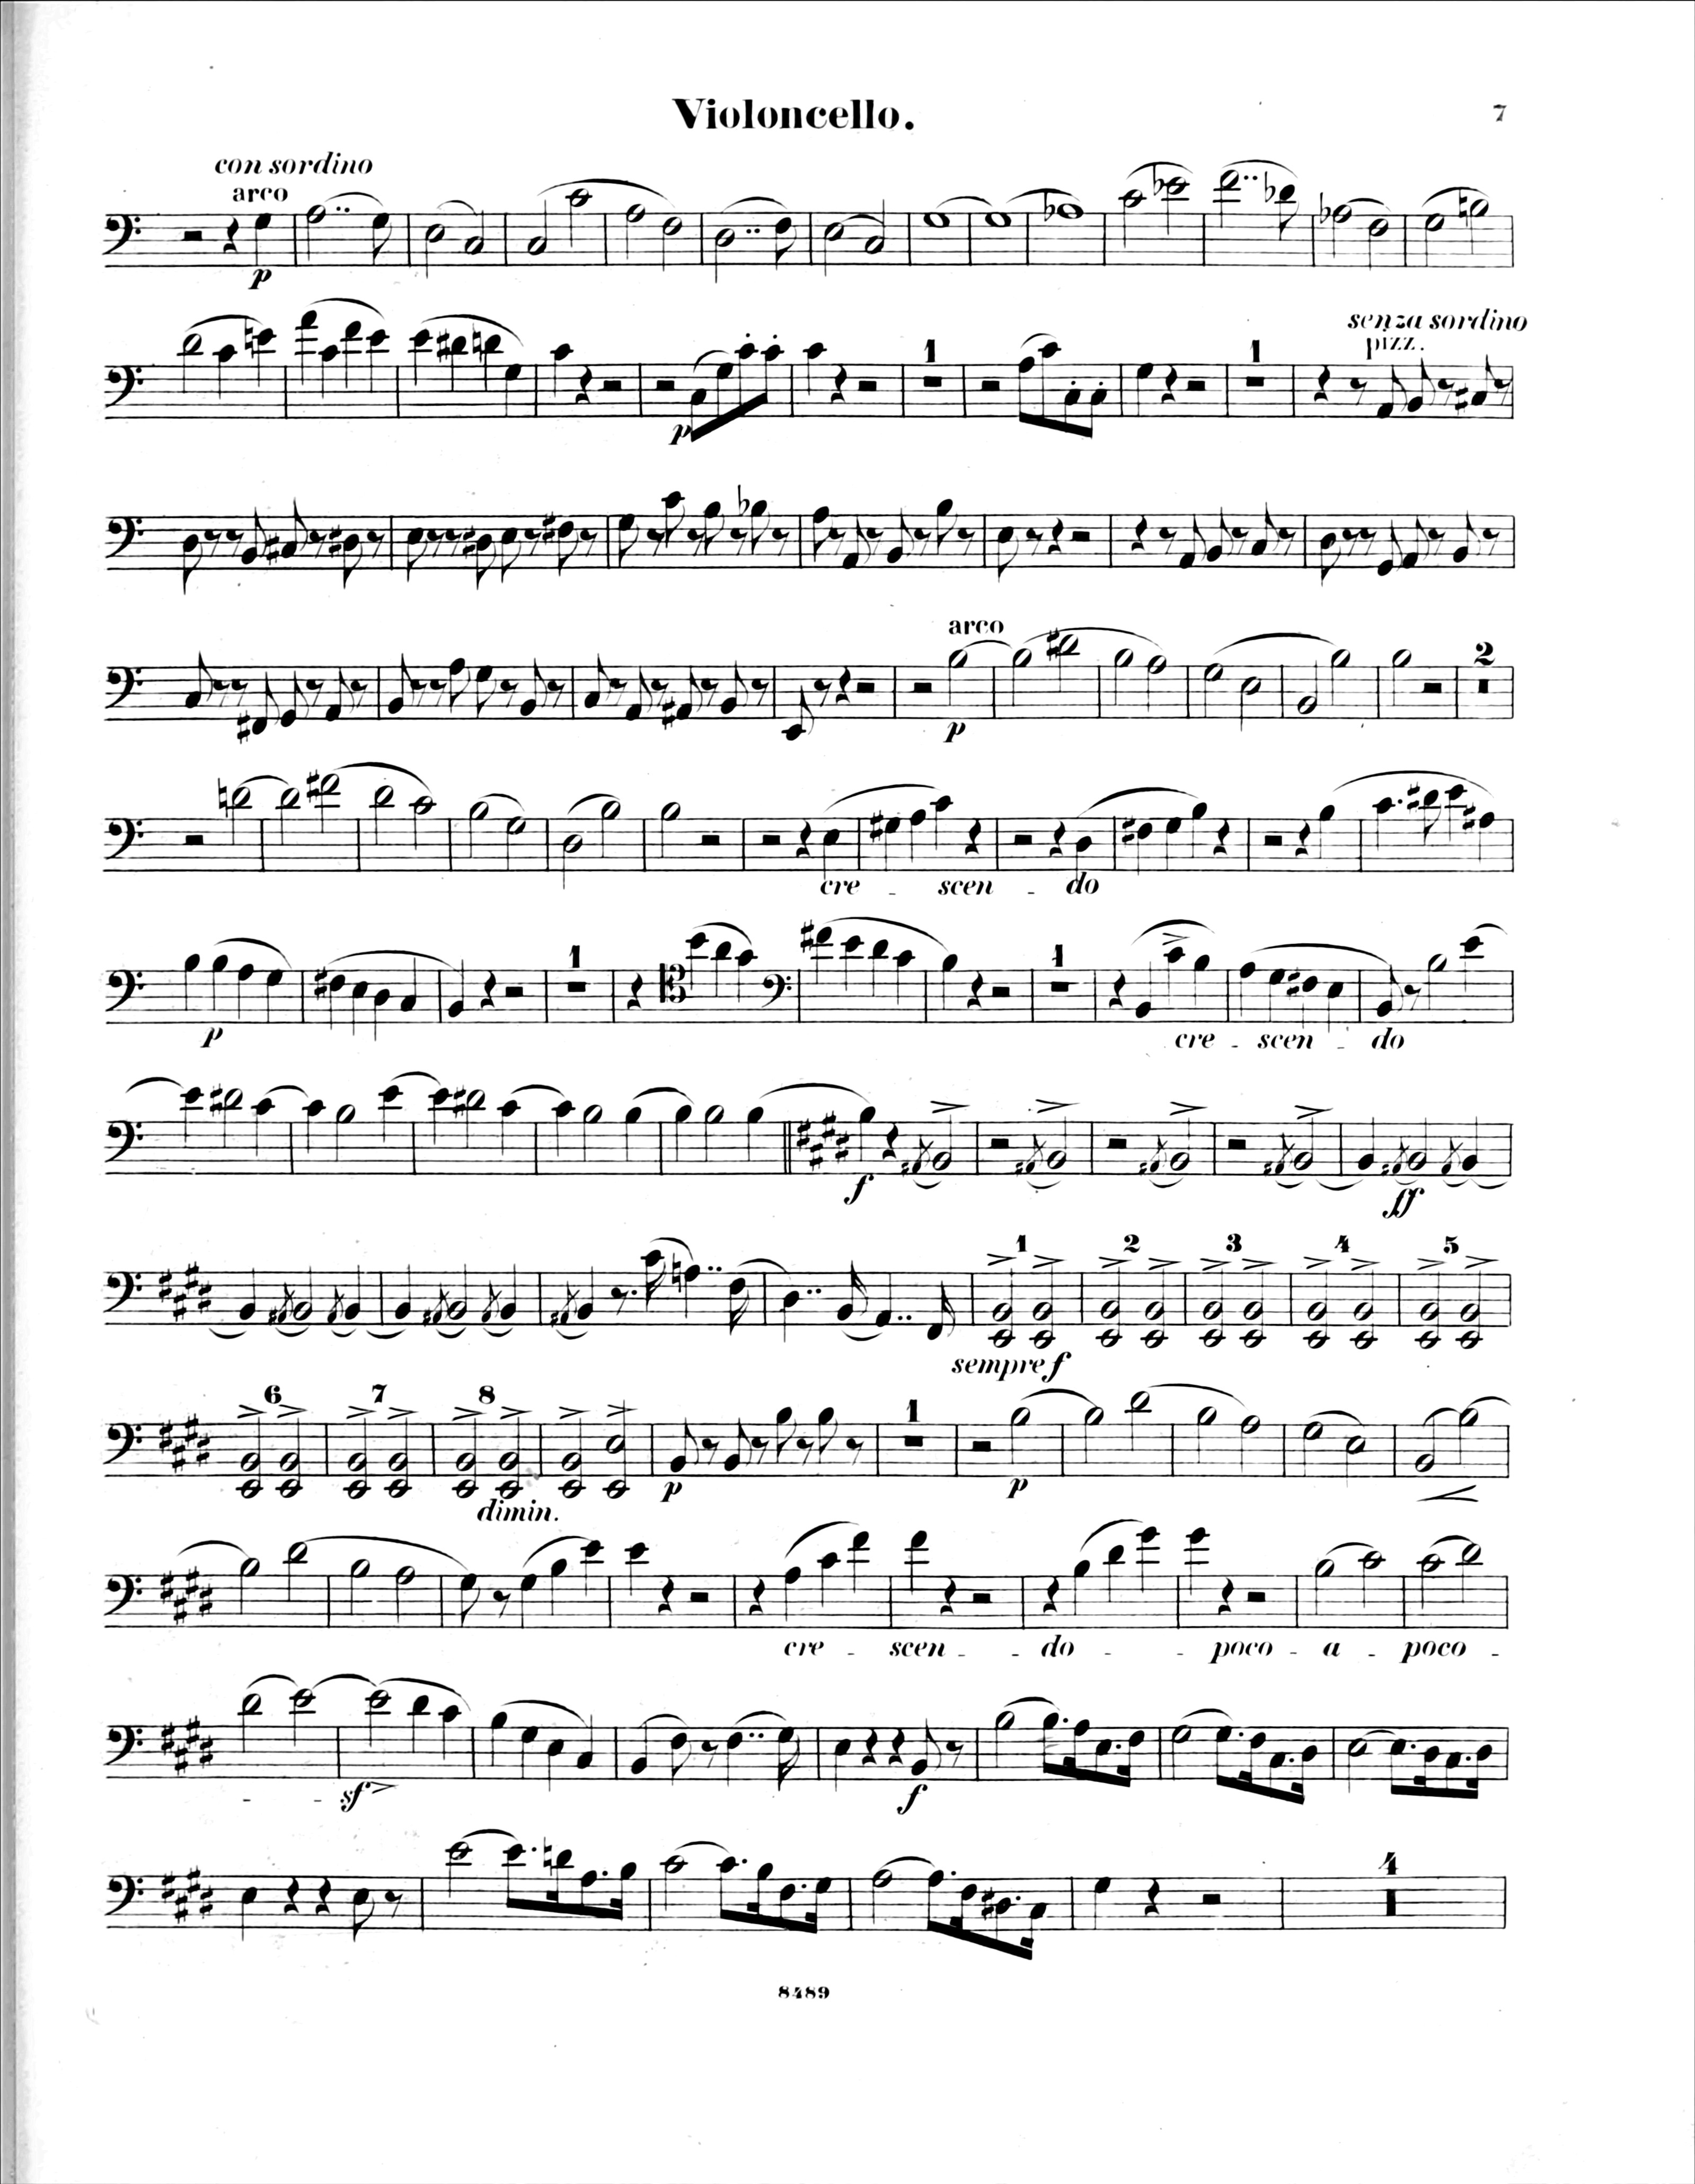 Violoncello.
7
con sordino
arco
p
senza sordino
pizz.
1
1
p
arco
2
p
cre - scen - do
1
1
p
cre - scen - do
f
ff
1 2 3 4 5
sempre f
6 7 8
1
p
p
dimin.
cre - scen - - do - - poco - a - poco -
- - sf
f
4
8489